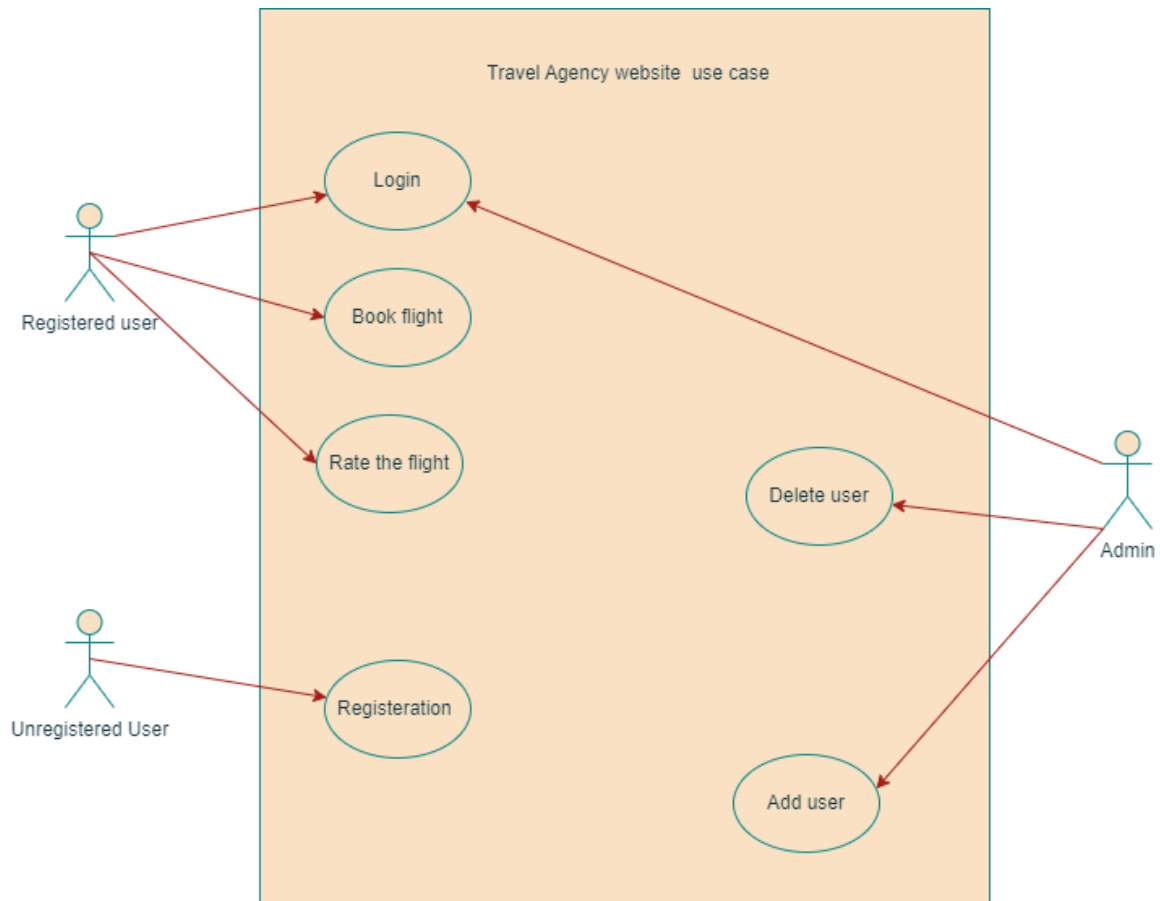 Travel Agency website  use case
Login
Book flight
Registered user
Rate the flight
Delete user
Admin
Registeration
Unregistered User
Add user